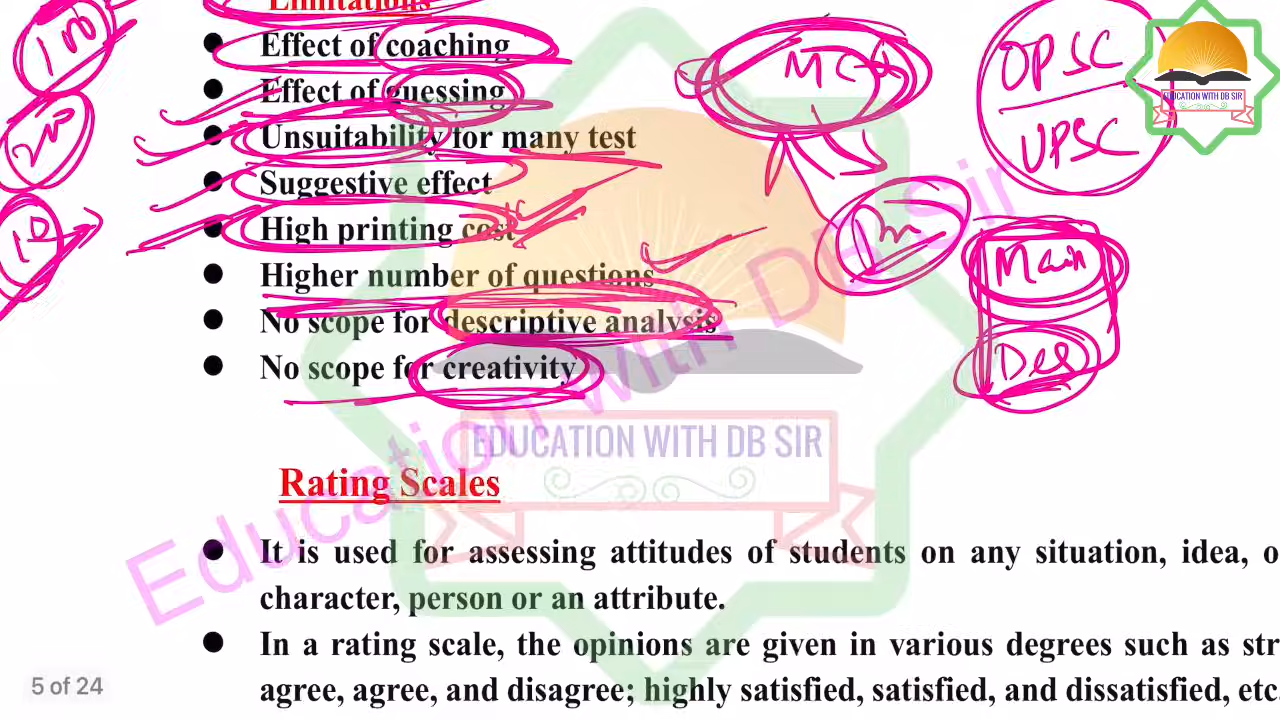 Limitations
Effect of coaching
Effect of guessing
Unsuitability for many test
Suggestive effect
High printing cost
Higher number of questions
No scope for descriptive analysis
No scope for creativity
MCQ
OPSC
UPSC
Main
EDUCATION WITH DB SIR
EDUCATION WITH DB SIR
Education with DB Sir
Rating Scales
It is used for assessing attitudes of students on any situation, idea, o
character, person or an attribute.
In a rating scale, the opinions are given in various degrees such as str
agree, agree, and disagree; highly satisfied, satisfied, and dissatisfied, etc.
5 of 24